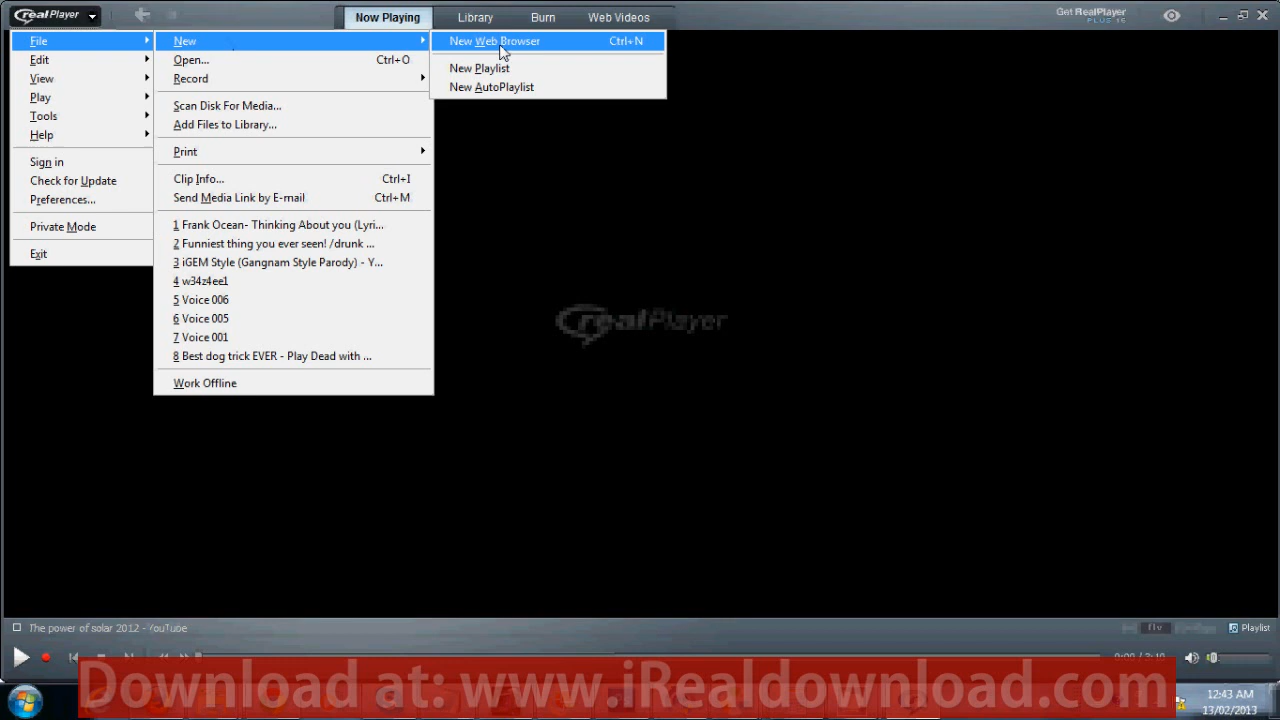 realPlayer
Now Playing
Library
Burn
Web Videos
Get RealPlayer
PLUS 16
File
Edit
View
Play
Tools
Help
Sign in
Check for Update
Preferences...
Private Mode
Exit
New
Open... Ctrl+O
Record
Scan Disk For Media...
Add Files to Library...
Print
Clip Info... Ctrl+I
Send Media Link by E-mail Ctrl+M
1 Frank Ocean- Thinking About you (Lyri...
2 Funniest thing you ever seen! /drunk ...
3 iGEM Style (Gangnam Style Parody) - Y...
4 w34z4ee1
5 Voice 006
6 Voice 005
7 Voice 001
8 Best dog trick EVER - Play Dead with ...
Work Offline
New Web Browser Ctrl+N
New Playlist
New AutoPlaylist
realPlayer
The power of solar 2012 - YouTube
flv
Playlist
Download at: www.iRealdownload.com
12:43 AM
13/02/2013